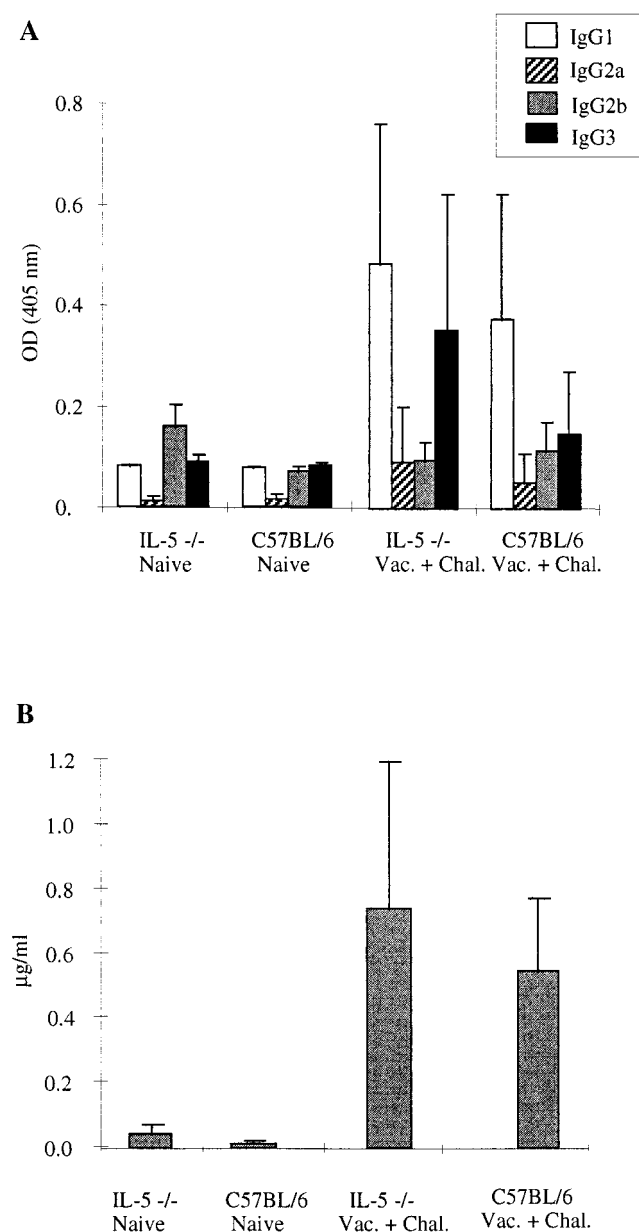 A
IgG1
IgG2a
IgG2b
IgG3
0.8
0.6
0.4
0.2
0.
OD (405 nm)
IL-5 -/- C57BL/6 IL-5 -/- C57BL/6
Naive Naive Vac. + Chal. Vac. + Chal.
B
1.2
1.0
0.8
0.6
0.4
0.2
0.0
µg/ml
IL-5 -/- C57BL/6 IL-5 -/- C57BL/6
Naive Naive Vac. + Chal. Vac. + Chal.